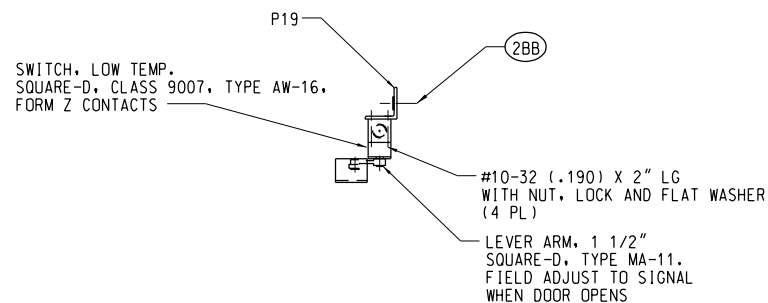 P19
2BB
SWITCH, LOW TEMP.
SQUARE-D, CLASS 9007, TYPE AW-16,
FORM Z CONTACTS
#10-32 (.190) X 2" LG
WITH NUT, LOCK AND FLAT WASHER
(4 PL)
LEVER ARM, 1 1/2"
SQUARE-D, TYPE MA-11.
FIELD ADJUST TO SIGNAL
WHEN DOOR OPENS